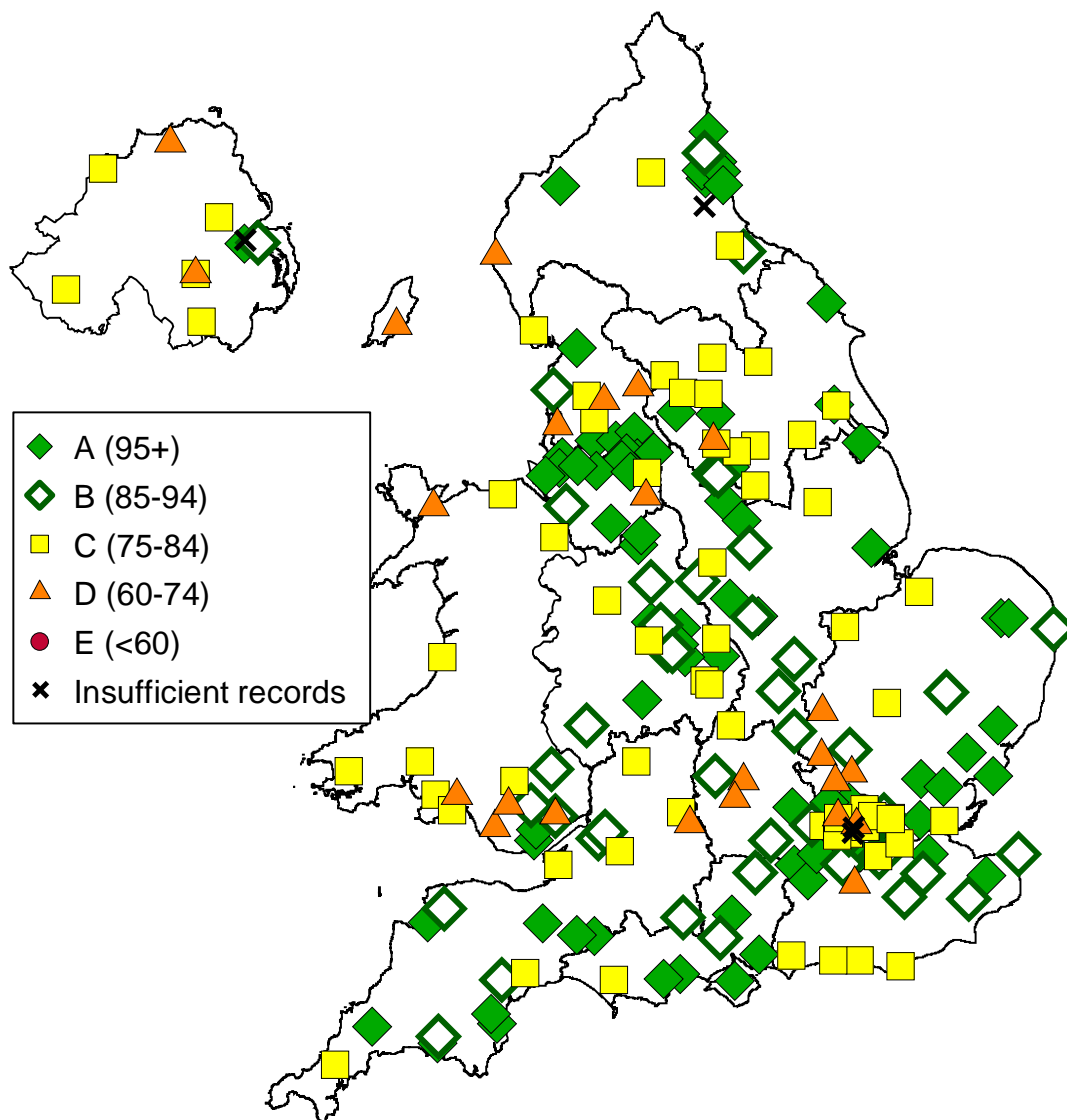 A (95+)
B (85-94)
C (75-84)
D (60-74)
E (<60)
Insufficient records